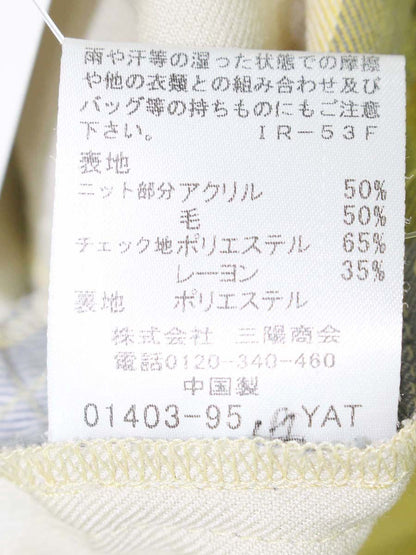 雨や汗等の湿った状態での摩擦
や他の衣類との組み合わせ及び
バッグ等の持ちものにもご注意
下さい。 IR-53F
表地
ニット部分 アクリル 50%
毛 50%
チェック地 ポリエステル 65%
レーヨン 35%
裏地 ポリエステル
株式会社 三陽商会
電話0120-340-460
中国製
01403-95 YAT